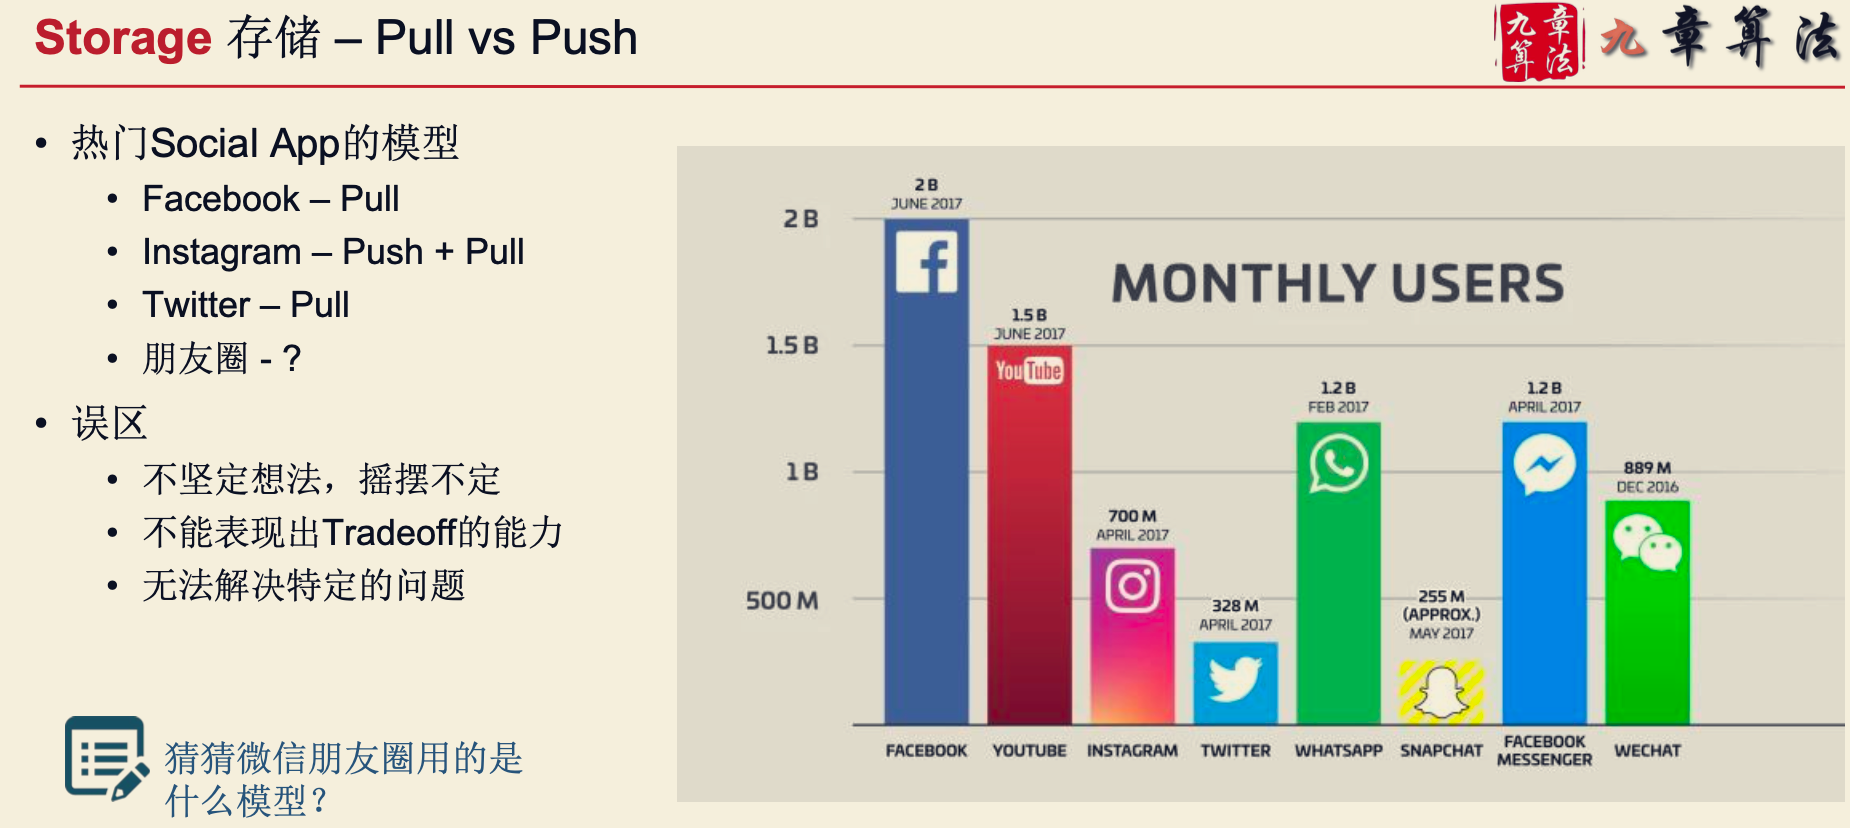 Storage 存储 – Pull vs Push
九章算法
九章算法
• 热门Social App的模型
• Facebook – Pull
• Instagram – Push + Pull
• Twitter – Pull
• 朋友圈 - ?
• 误区
• 不坚定想法，摇摆不定
• 不能表现出Tradeoff的能力
• 无法解决特定的问题
猜猜微信朋友圈用的是
什么模型？
MONTHLY USERS
2 B
1.5 B
1 B
500 M
2 B
JUNE 2017
1.5 B
JUNE 2017
YouTube
700 M
APRIL 2017
328 M
APRIL 2017
1.2 B
FEB 2017
255 M
(APPROX.)
MAY 2017
1.2 B
APRIL 2017
889 M
DEC 2016
FACEBOOK
YOUTUBE
INSTAGRAM
TWITTER
WHATSAPP
SNAPCHAT
FACEBOOK
MESSENGER
WECHAT